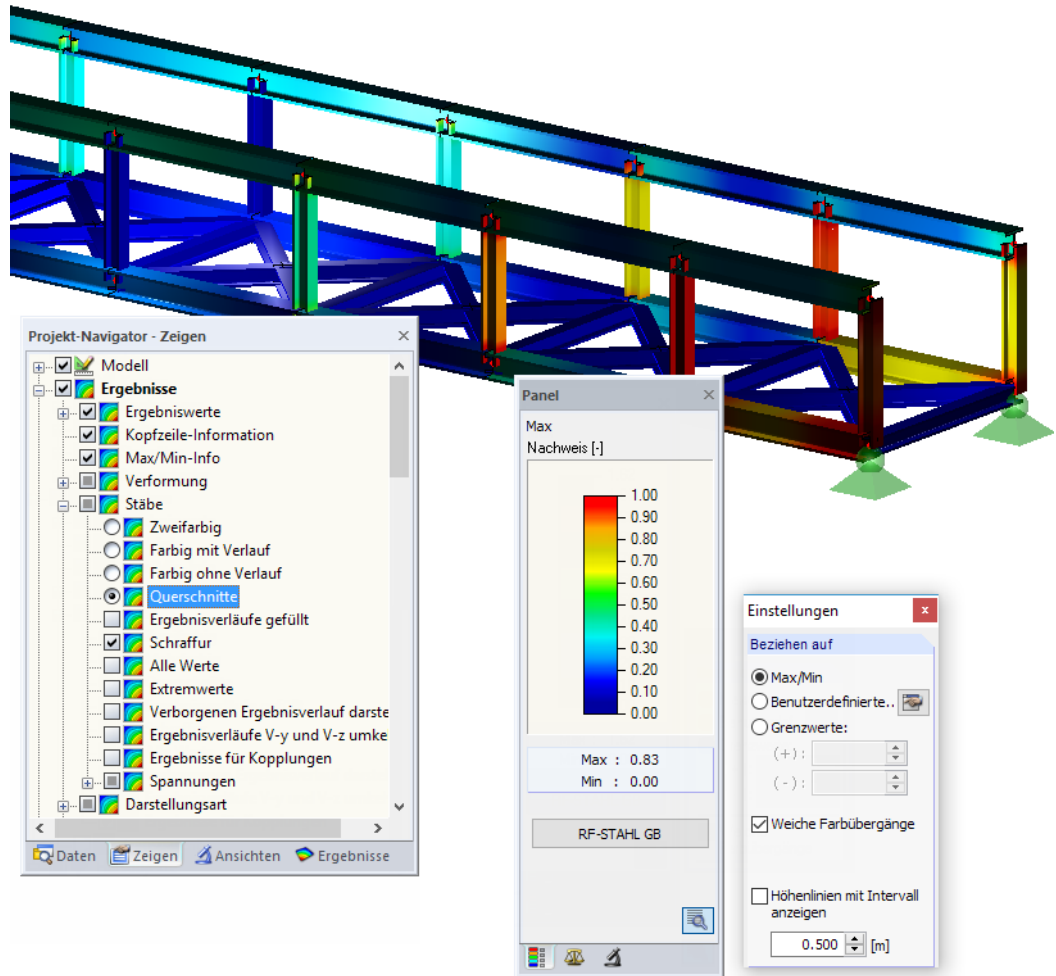 Projekt-Navigator - Zeigen
Modell
Ergebnisse
Ergebniswerte
Kopfzeile-Information
Max/Min-Info
Verformung
Stäbe
Zweifarbig
Farbig mit Verlauf
Farbig ohne Verlauf
Querschnitte
Ergebnisverläufe gefüllt
Schraffur
Alle Werte
Extremwerte
Verborgenen Ergebnisverlauf darste
Ergebnisverläufe V-y und V-z umke
Ergebnisse für Kopplungen
Spannungen
Darstellungsart
Daten Zeigen Ansichten Ergebnisse
Panel
Max
Nachweis [-]
1.00
0.90
0.80
0.70
0.60
0.50
0.40
0.30
0.20
0.10
0.00
Max : 0.83
Min : 0.00
RF-STAHL GB
Einstellungen
Beziehen auf
Max/Min
Benutzerdefinierte..
Grenzwerte:
(+):
(-):
Weiche Farbübergänge
Höhenlinien mit Intervall
anzeigen
0.500 [m]